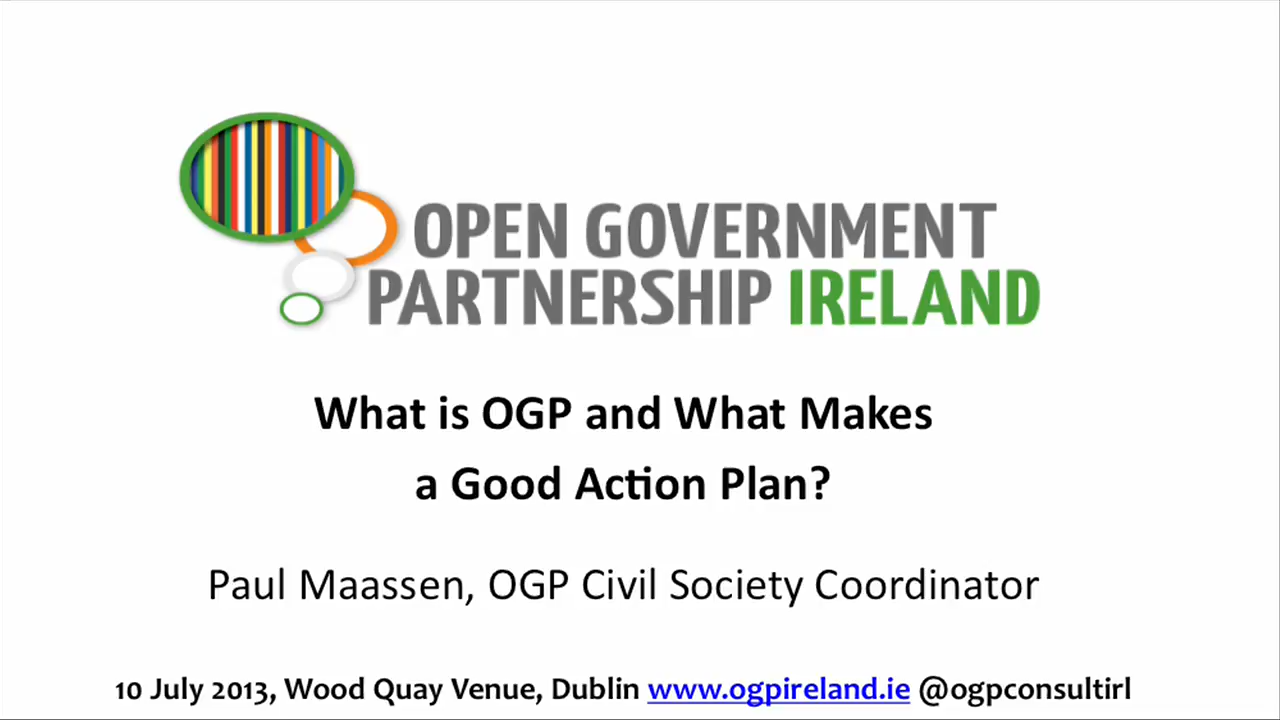 OPEN GOVERNMENT
PARTNERSHIP IRELAND
What is OGP and What Makes
a Good Action Plan?
Paul Maassen, OGP Civil Society Coordinator
10 July 2013, Wood Quay Venue, Dublin www.ogpireland.ie @ogpconsultirl